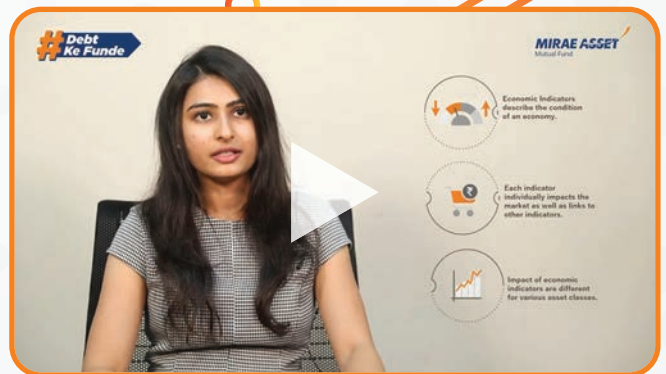 # Debt
Ke Funde
MIRAE ASSET
Mutual Fund
Economic Indicators
describe the condition
of an economy.
Each indicator
individually impacts the
market as well as links to
other indicators.
Impact of economic
indicators are different
for various asset classes.